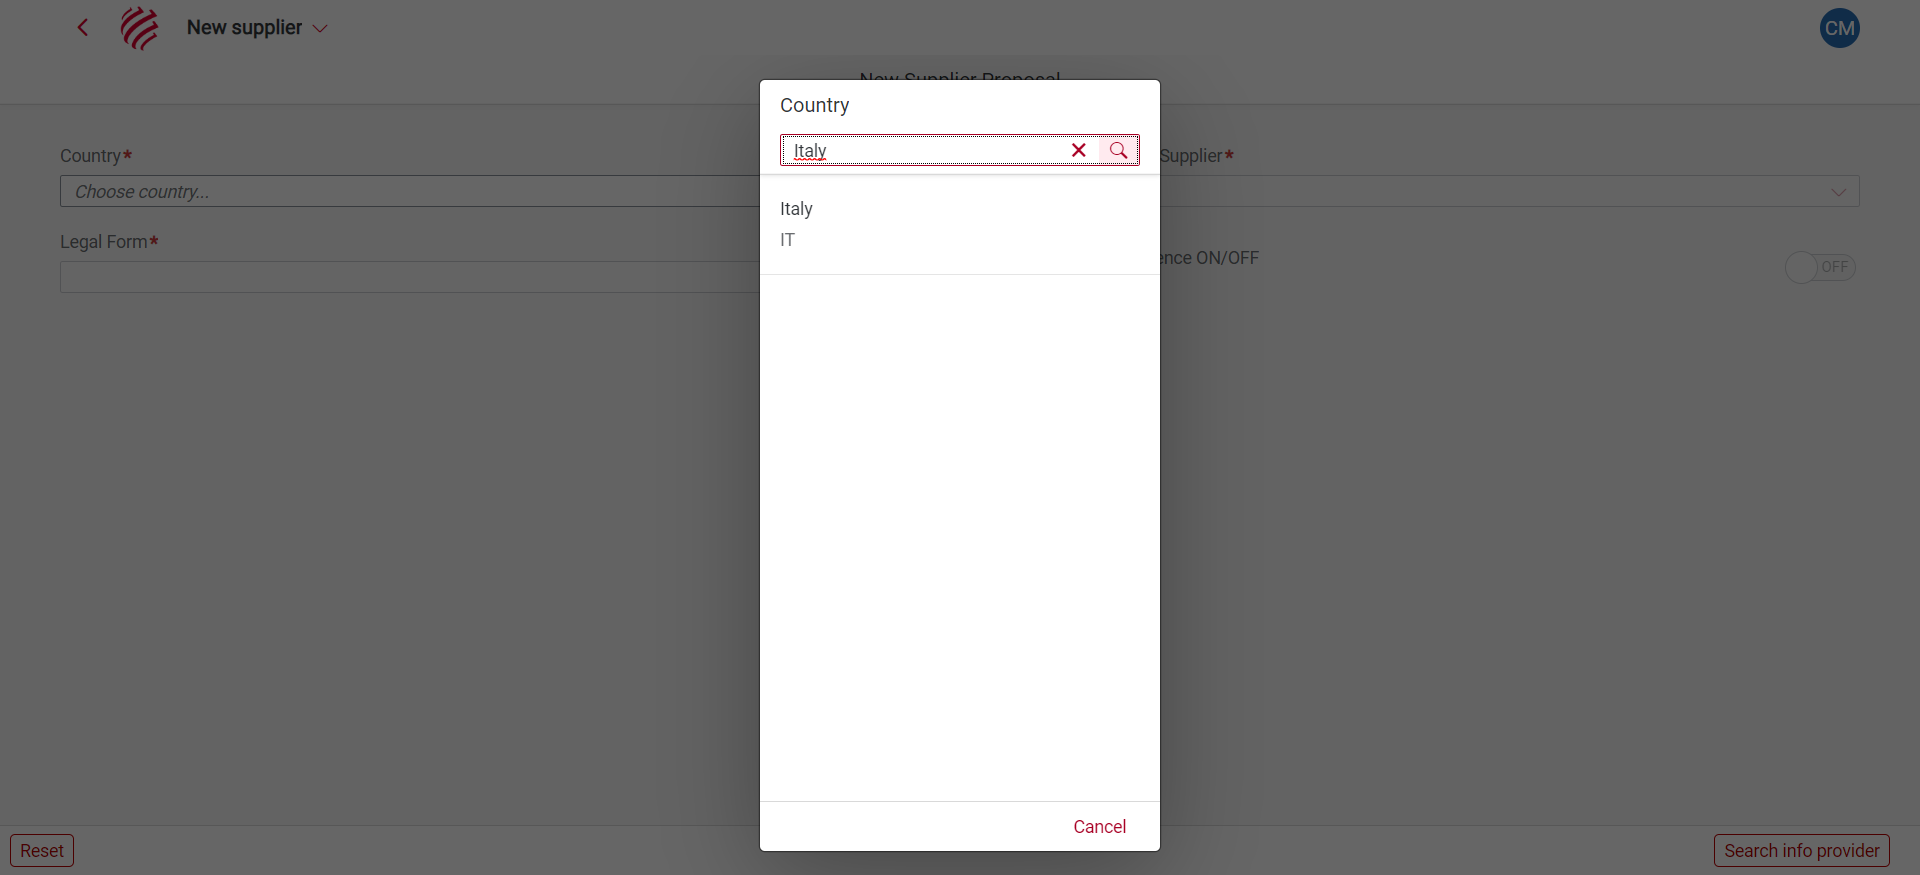 New supplier
CM
New Supplier Proposal
Country
Italy
Country*
Supplier*
Choose country...
Italy
IT
Legal Form*
ence ON/OFF
OFF
Cancel
Reset
Search info provider